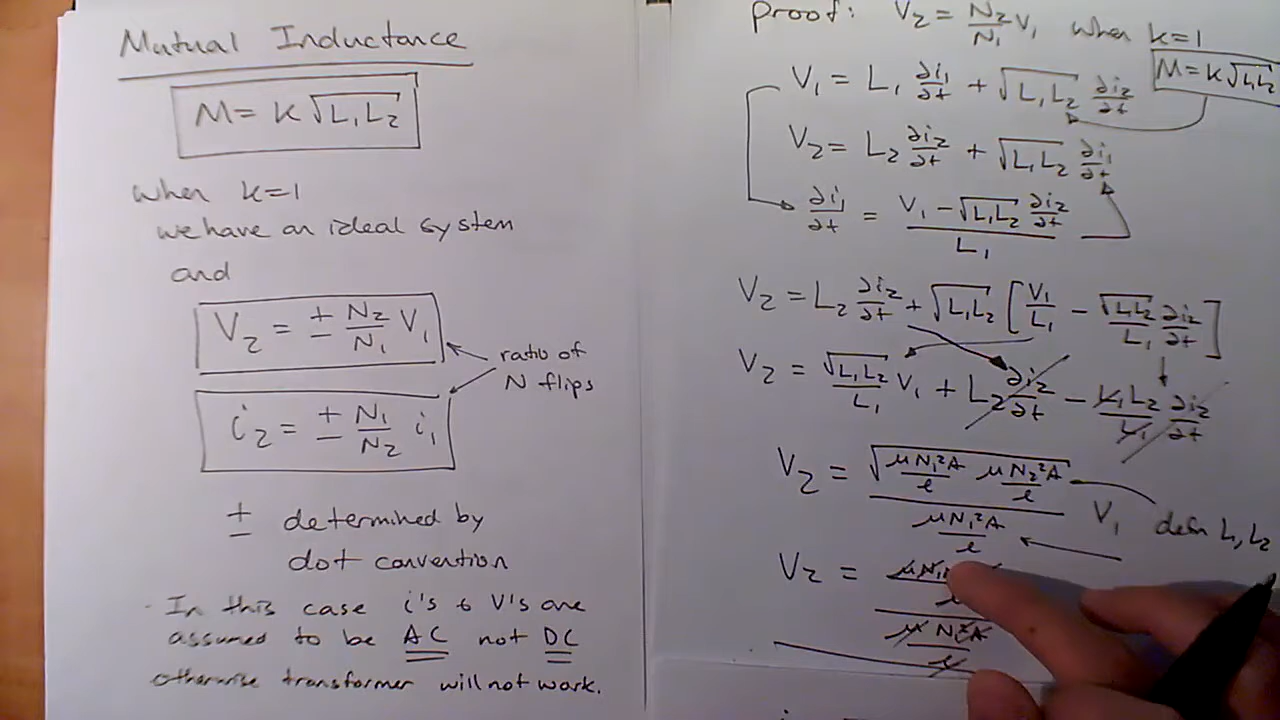 Mutual Inductance
M = K √L₁L₂
when k=1
we have an ideal system
and
V₂ = ± N₂/N₁ V₁
ratio of
N flips
i₂ = ± N₁/N₂ i₁
± determined by
dot convention
· In this case i's & V's are
assumed to be AC not DC
otherwise transformer will not work.
proof: V₂ = N₂/N₁ V₁ when k=1
M = K√L₁L₂
V₁ = L₁ ∂i₁/∂t + √L₁L₂ ∂i₂/∂t
V₂ = L₂ ∂i₂/∂t + √L₁L₂ ∂i₁/∂t
∂i₁/∂t = (V₁ - √L₁L₂ ∂i₂/∂t)/L₁
V₂ = L₂ ∂i₂/∂t + √L₁L₂ [V₁/L₁ - √L₁L₂/L₁ ∂i₂/∂t]
V₂ = √L₁L₂/L₁ V₁ + L₂ ∂i₂/∂t - L₁L₂/L₁ ∂i₂/∂t
V₂ = √(μN₁²A/l μN₂²A/l)/(μN₁²A/l) V₁ defn L₁, L₂
V₂ = μN₁ / l / (μN₁²A/l)